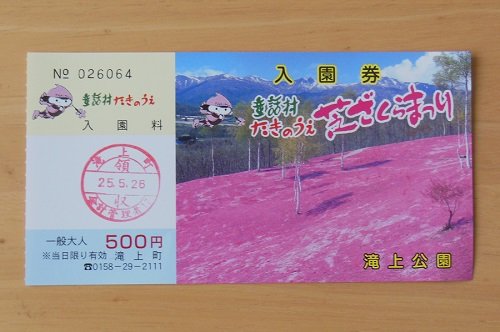 No 026064
童話村
たきのうえ
入園料
滝上町
領
25.5.26
収
一般大人 500円
※当日限り有効 滝上町
☎0158-29-2111
入園券
童話村
たきのうえ 芝ざくらまつり
滝上公園